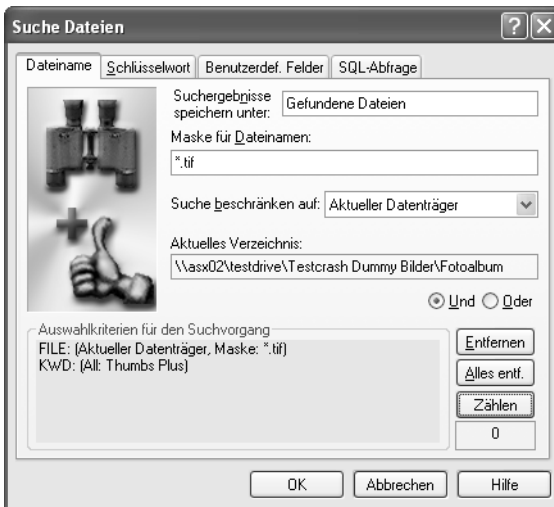 Suche Dateien
Dateiname Schlüsselwort Benutzerdef. Felder SQL-Abfrage
Suchergebnisse
speichern unter: Gefundene Dateien
Maske für Dateinamen:
*.tif
Suche beschränken auf: Aktueller Datenträger
Aktuelles Verzeichnis:
\\asx02\testdrive\Testcrash Dummy Bilder\Fotoalbum
Und Oder
Auswahlkriterien für den Suchvorgang
FILE: (Aktueller Datenträger, Maske: *.tif)
KWD: (All: Thumbs Plus)
Entfernen
Alles entf.
Zählen
0
OK Abbrechen Hilfe